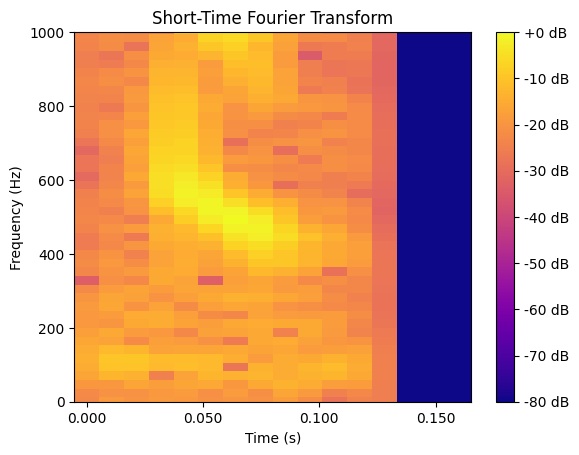 Short-Time Fourier Transform
1000
800
600
400
200
0
Frequency (Hz)
0.000
0.050
0.100
0.150
Time (s)
+0 dB
-10 dB
-20 dB
-30 dB
-40 dB
-50 dB
-60 dB
-70 dB
-80 dB